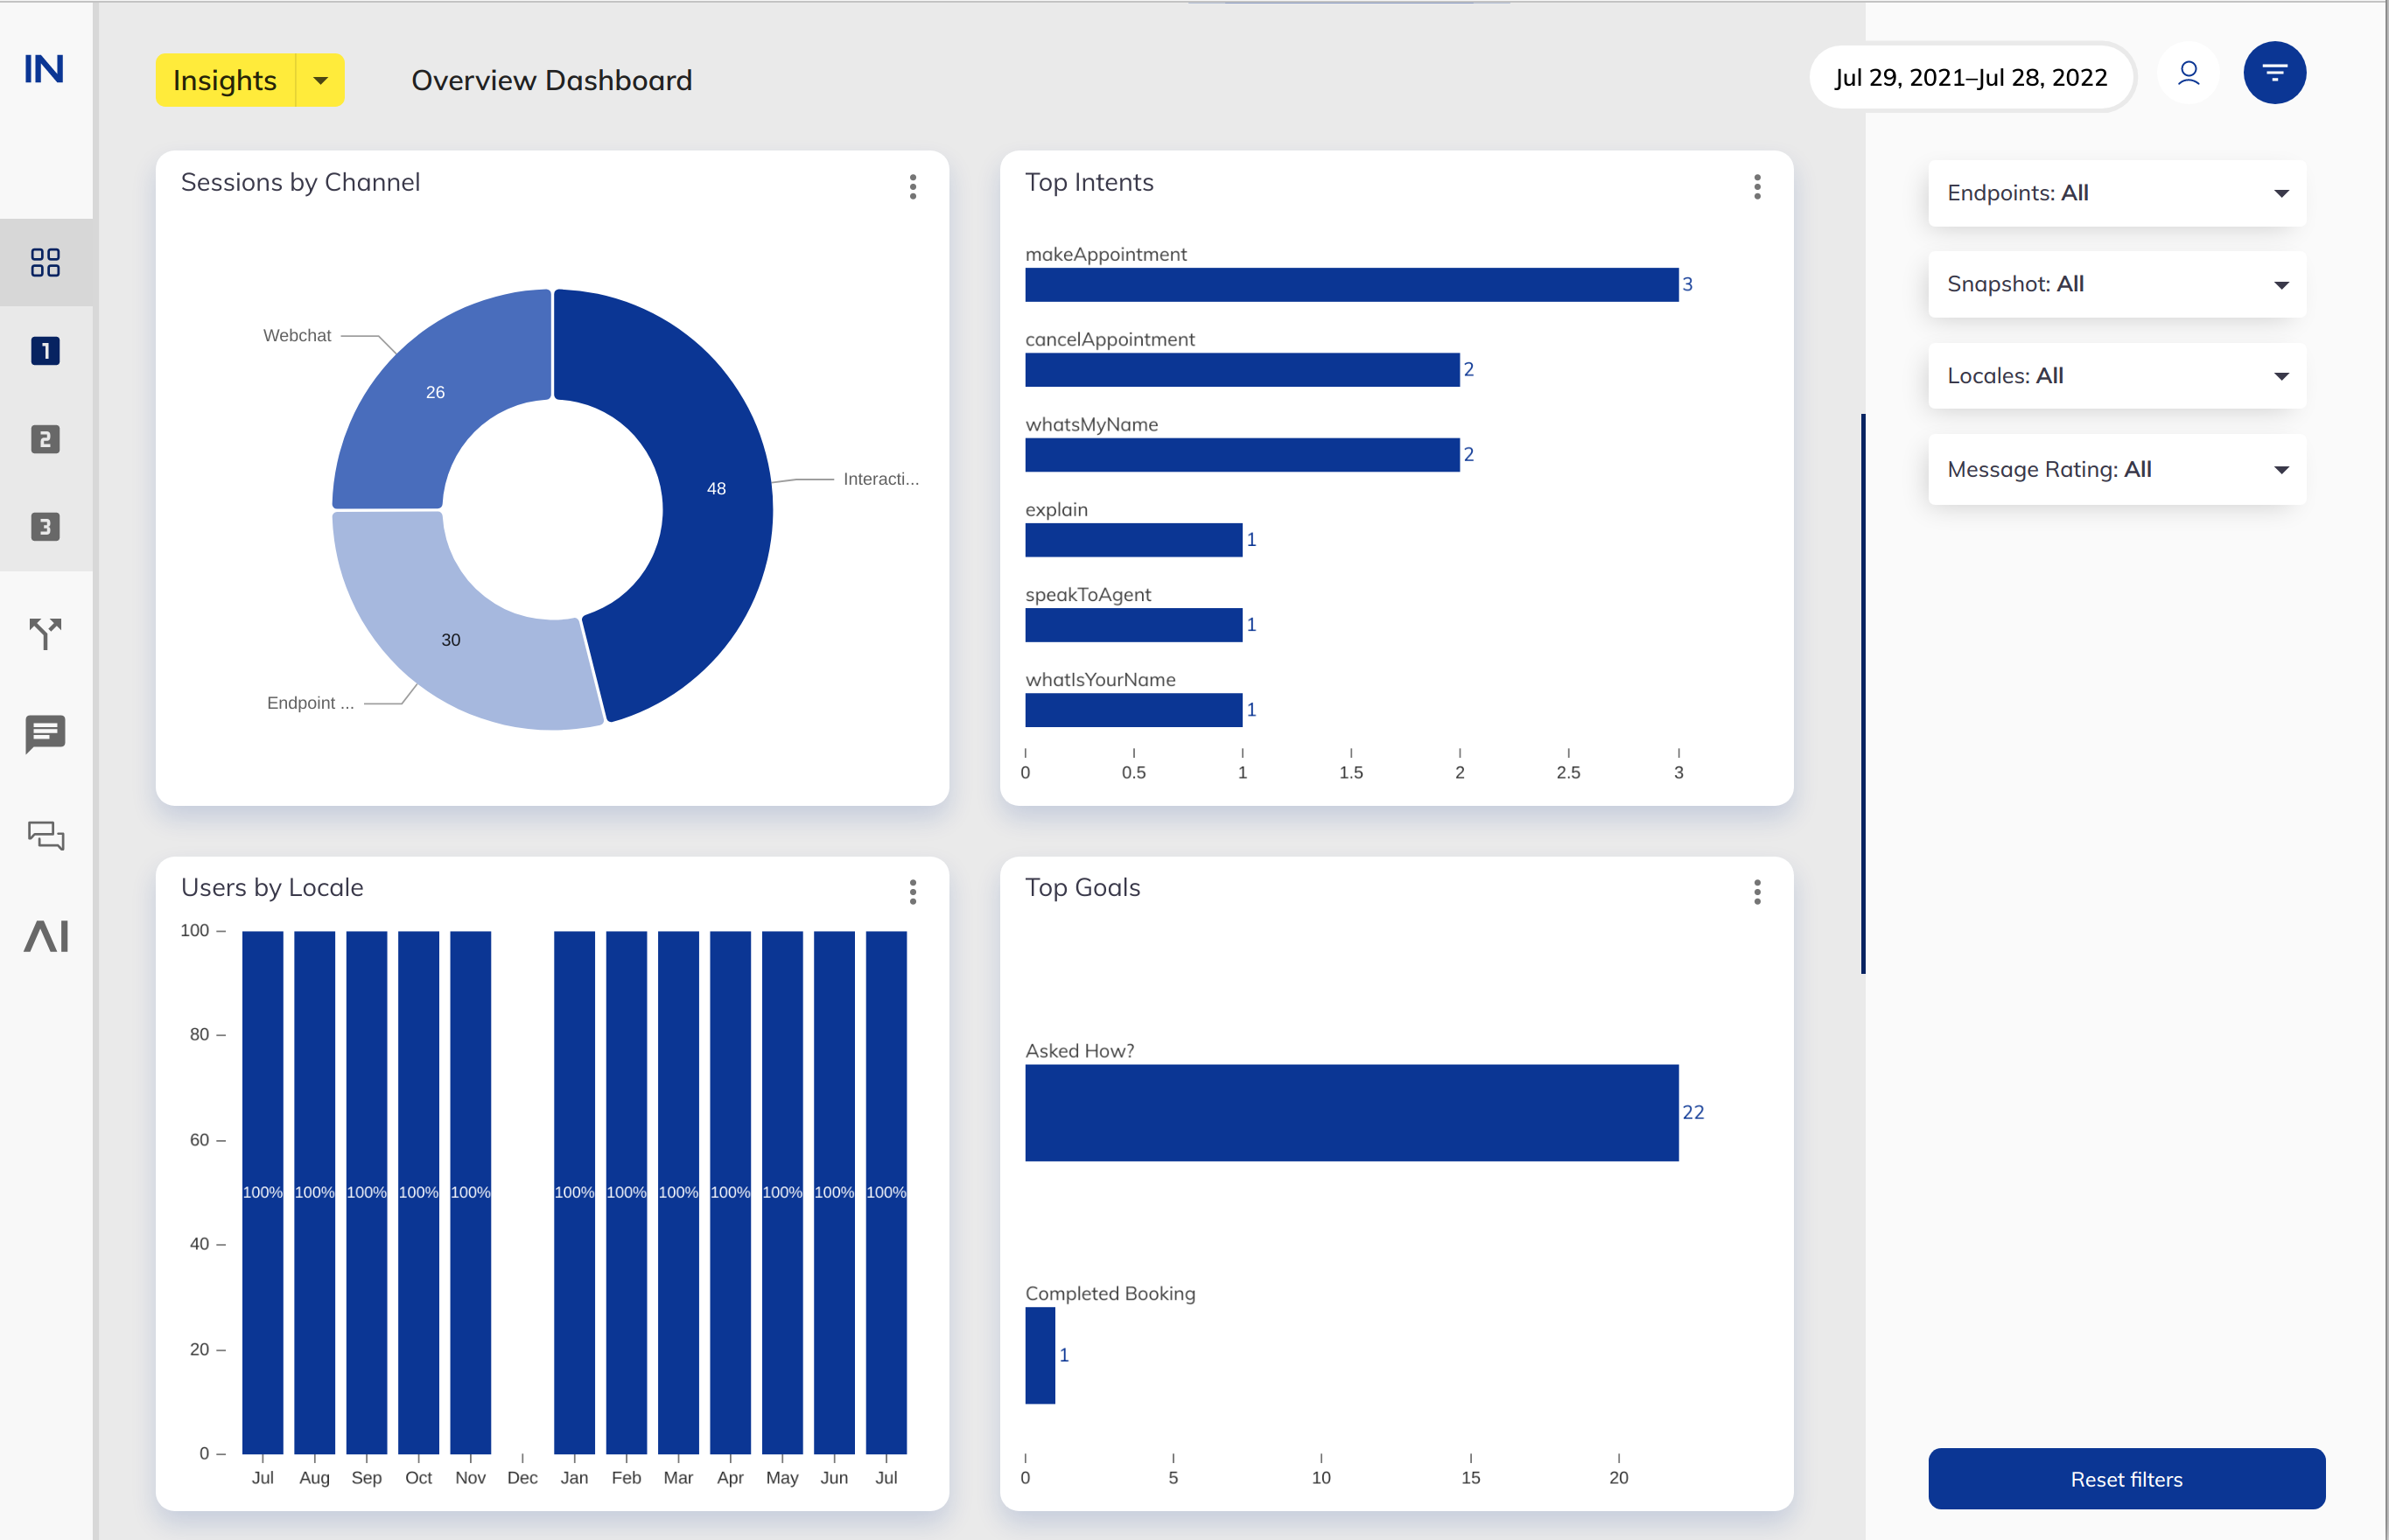 IN
Insights
Overview Dashboard
Jul 29, 2021–Jul 28, 2022
1
2
3
AI
Sessions by Channel
Webchat
26
48
Interacti...
30
Endpoint ...
Top Intents
makeAppointment
3
cancelAppointment
2
whatsMyName
2
explain
1
speakToAgent
1
whatIsYourName
1
0 0.5 1 1.5 2 2.5 3
Endpoints: All
Snapshot: All
Locales: All
Message Rating: All
Users by Locale
100
80
60
100% 100% 100% 100% 100% 100% 100% 100% 100% 100% 100% 100%
40
20
0
Jul Aug Sep Oct Nov Dec Jan Feb Mar Apr May Jun Jul
Top Goals
Asked How?
22
Completed Booking
1
0 5 10 15 20
Reset filters